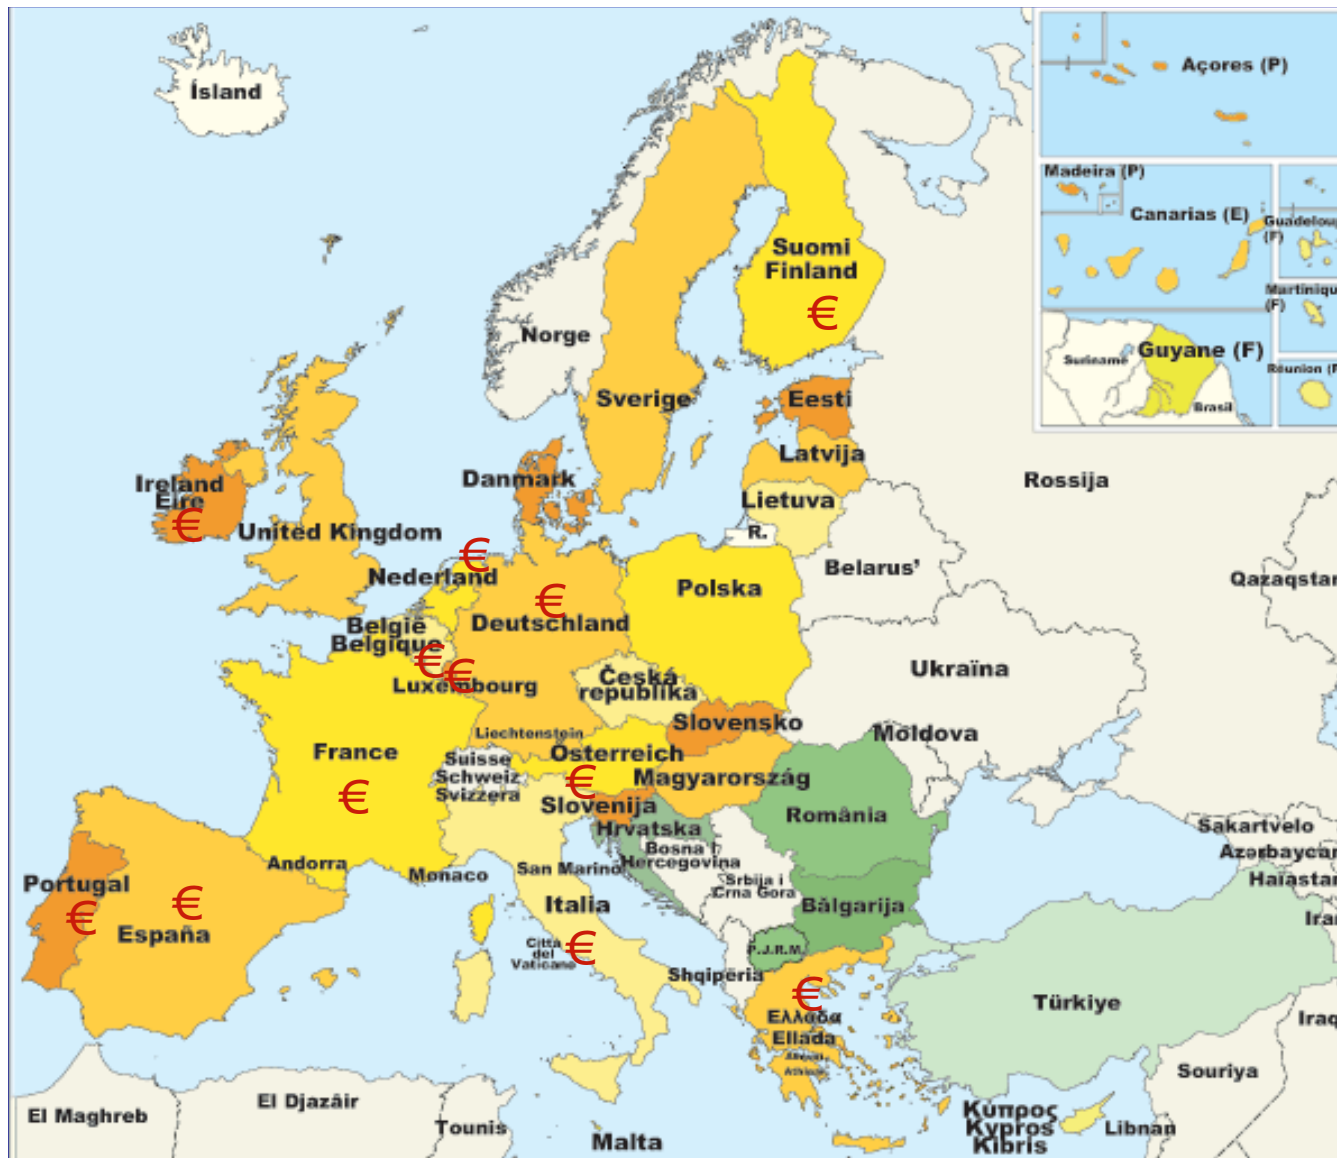 Ísland
Açores (P)
Madeira (P)
Canarias (E)
(F)
(F)
Suriname
Guyane (F)
Brasil
Suomi
Finland
€
Norge
Sverige
Eesti
Latvija
Lietuva
R.
Rossija
Danmark
Ireland
Éire
€
United Kingdom
€
Nederland
€
Deutschland
Polska
Belarus’
Qazaqstan
België
Belgique
€
€
Luxembourg
Česká
republika
Ukraïna
Slovensko
Moldova
Liechtenstein
France
€
Österreich
€
Suisse
Schweiz
Svizzera
Magyarország
Slovenija
România
Hrvatska
Bosna i
Hercegovina
Sakartvelo
Andorra
Monaco
San Marino
Srbija i
Crna Gora
Portugal
€
€
España
Italia
€
Città
del
Vaticano
Bălgarija
P.J.R.M.
Shqipëria
€
Ελλάδα
Ellada
Türkiye
Souriya
El Maghreb
El Djazâir
Tounis
Malta
Κύπρος
Kypros
Kibris
Libnan